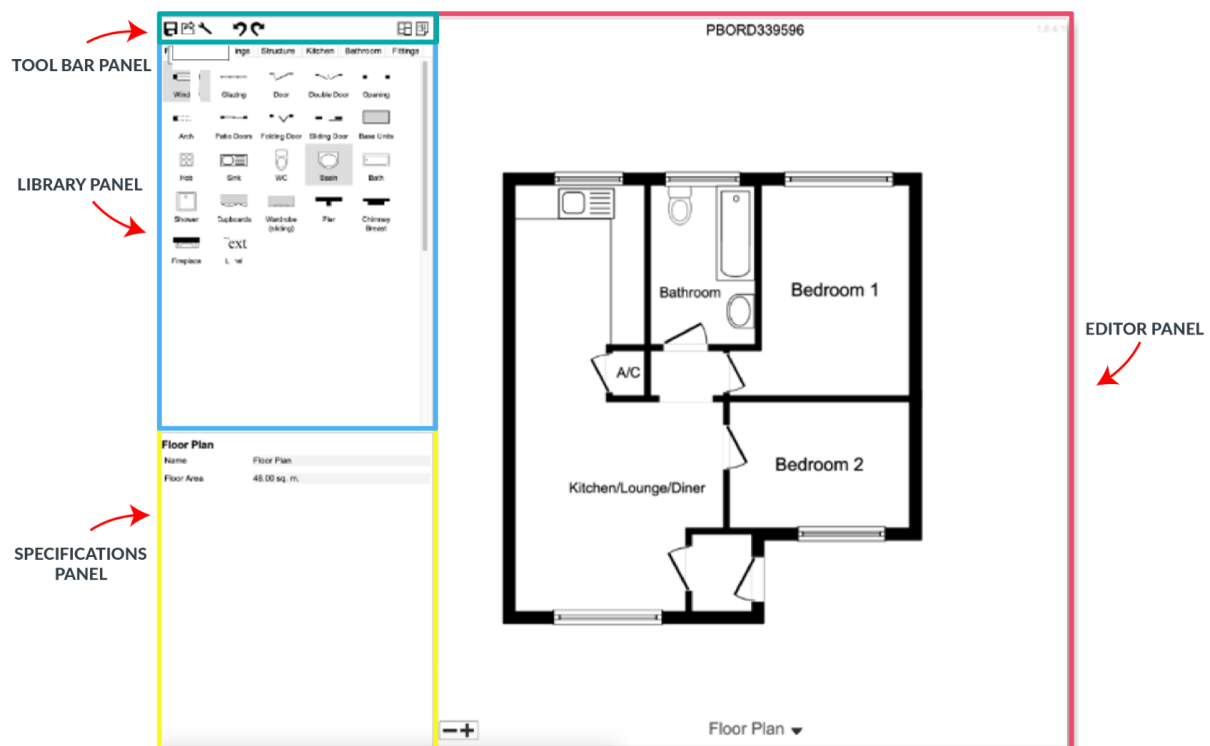 TOOL BAR PANEL
LIBRARY PANEL
SPECIFICATIONS
PANEL
EDITOR PANEL
ings Structure Kitchen Bathroom Fittings
Wind
Glazing Door Double Door Opening
Arch Patio Doors Folding Door Sliding Door Base Units
Hob Sink WC Basin Bath
Shower Cupboards Wardrobe Pier Chimney
(sliding) Breast
Fireplace
Floor Plan
Name Floor Plan
Floor Area 48.00 sq. m.
PBORD339596
Bathroom
Bedroom 1
A/C
Bedroom 2
Kitchen/Lounge/Diner
Floor Plan